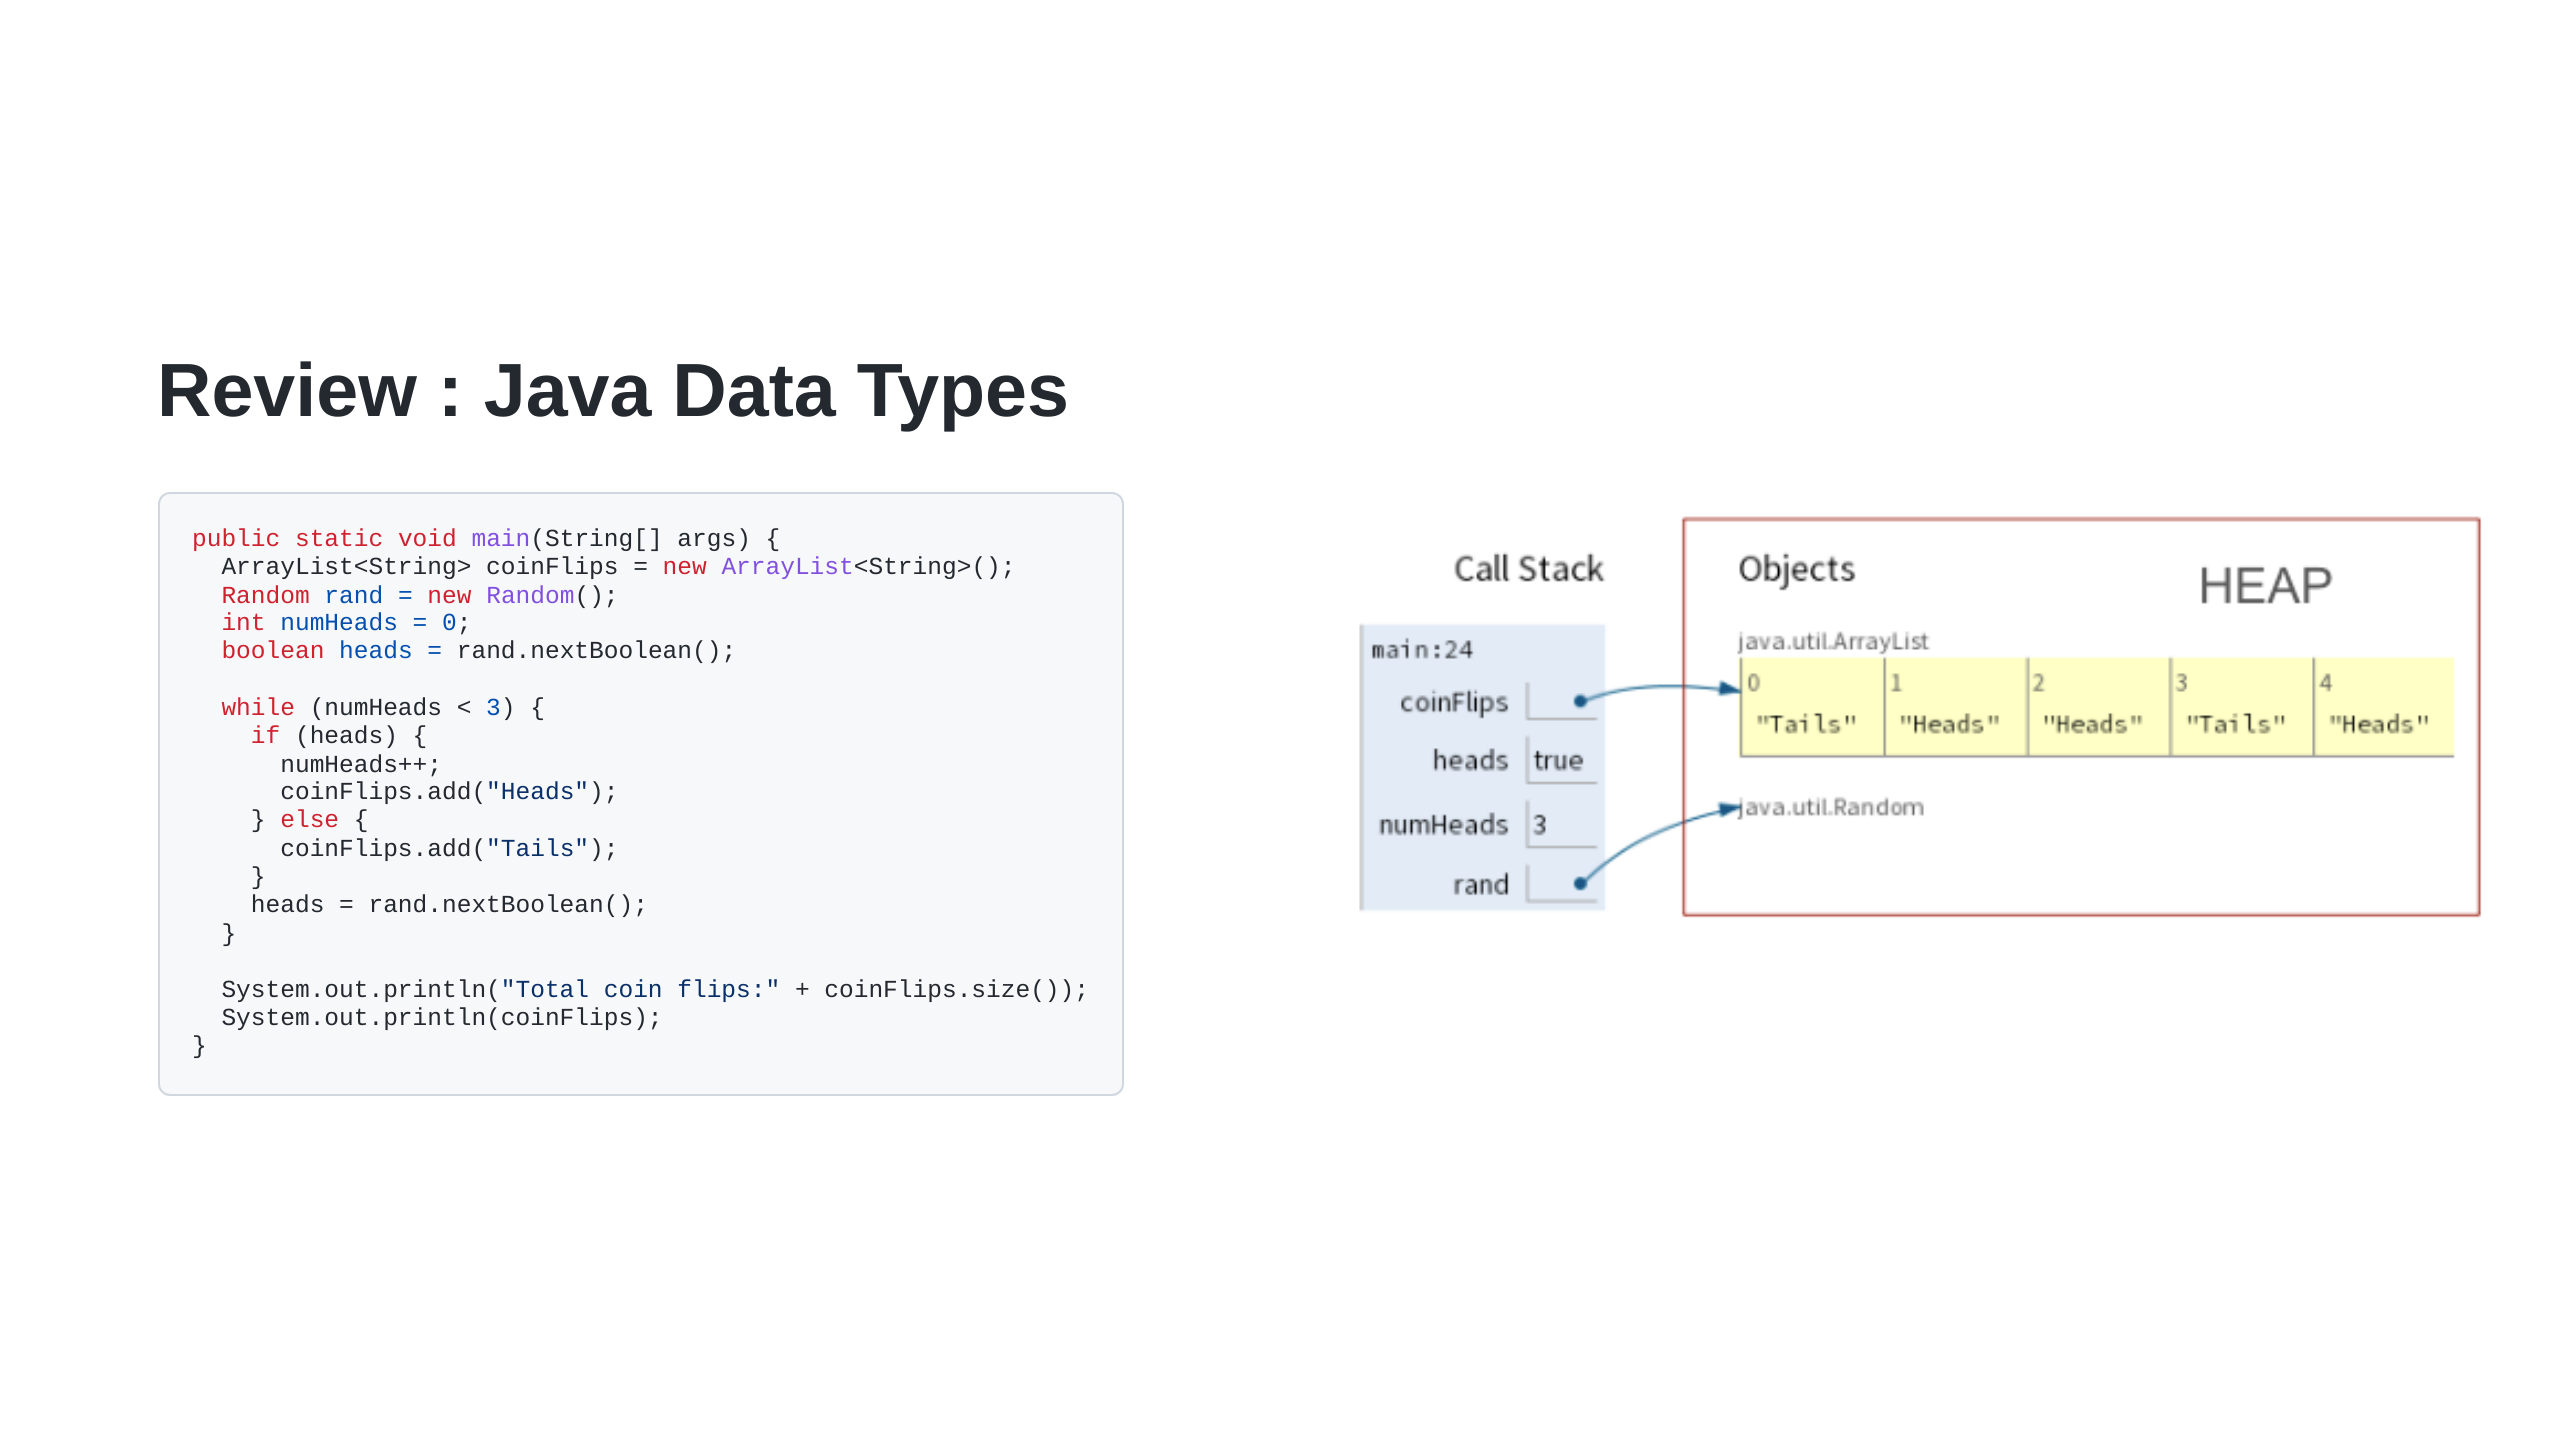 Review : Java Data Types
public static void main(String[] args) {
  ArrayList<String> coinFlips = new ArrayList<String>();
  Random rand = new Random();
  int numHeads = 0;
  boolean heads = rand.nextBoolean();

  while (numHeads < 3) {
    if (heads) {
      numHeads++;
      coinFlips.add("Heads");
    } else {
      coinFlips.add("Tails");
    }
    heads = rand.nextBoolean();
  }

  System.out.println("Total coin flips:" + coinFlips.size());
  System.out.println(coinFlips);
}
Call Stack
main:24
coinFlips
heads true
numHeads 3
rand
Objects
HEAP
java.util.ArrayList
0 1 2 3 4
"Tails" "Heads" "Heads" "Tails" "Heads"
java.util.Random